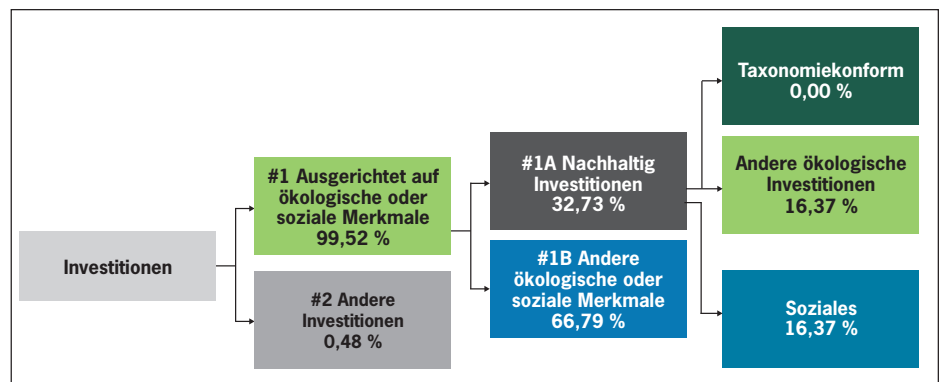 Investitionen
#1 Ausgerichtet auf
ökologische oder
soziale Merkmale
99,52 %
#2 Andere
Investitionen
0,48 %
#1A Nachhaltig
Investitionen
32,73 %
#1B Andere
ökologische oder
soziale Merkmale
66,79 %
Taxonomiekonform
0,00 %
Andere ökologische
Investitionen
16,37 %
Soziales
16,37 %